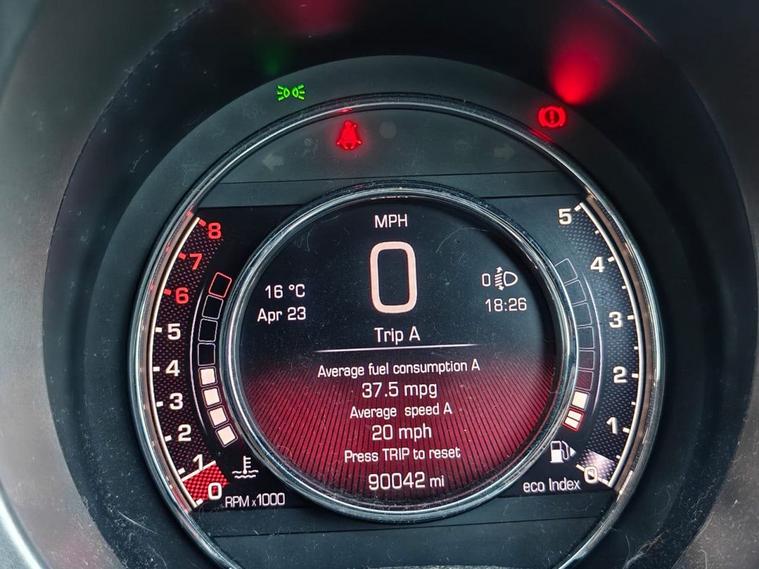 MPH
0
16 °C
Apr 23
0
18:26
Trip A
Average fuel consumption A
37.5 mpg
Average speed A
20 mph
Press TRIP to reset
90042 mi
8
7
6
5
4
3
2
1
0
RPM x1000
5
4
3
2
1
0
eco Index